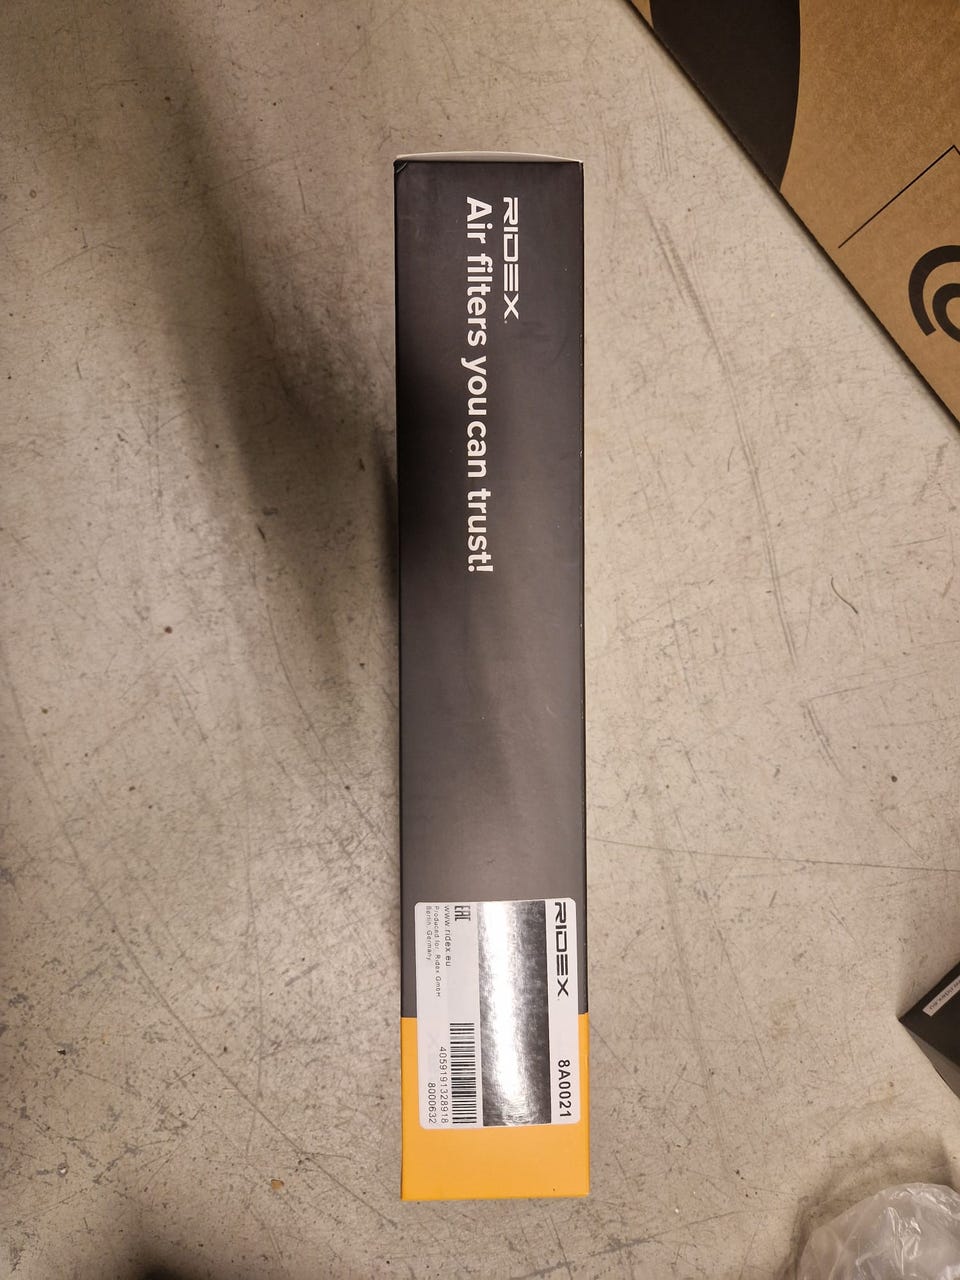 RIDEX
Air filters you can trust!
RIDEX
8A0021
EAC
www.ridex.eu
Produced for: Ridex GmbH
Berlin, Germany
4059191328918
8000632